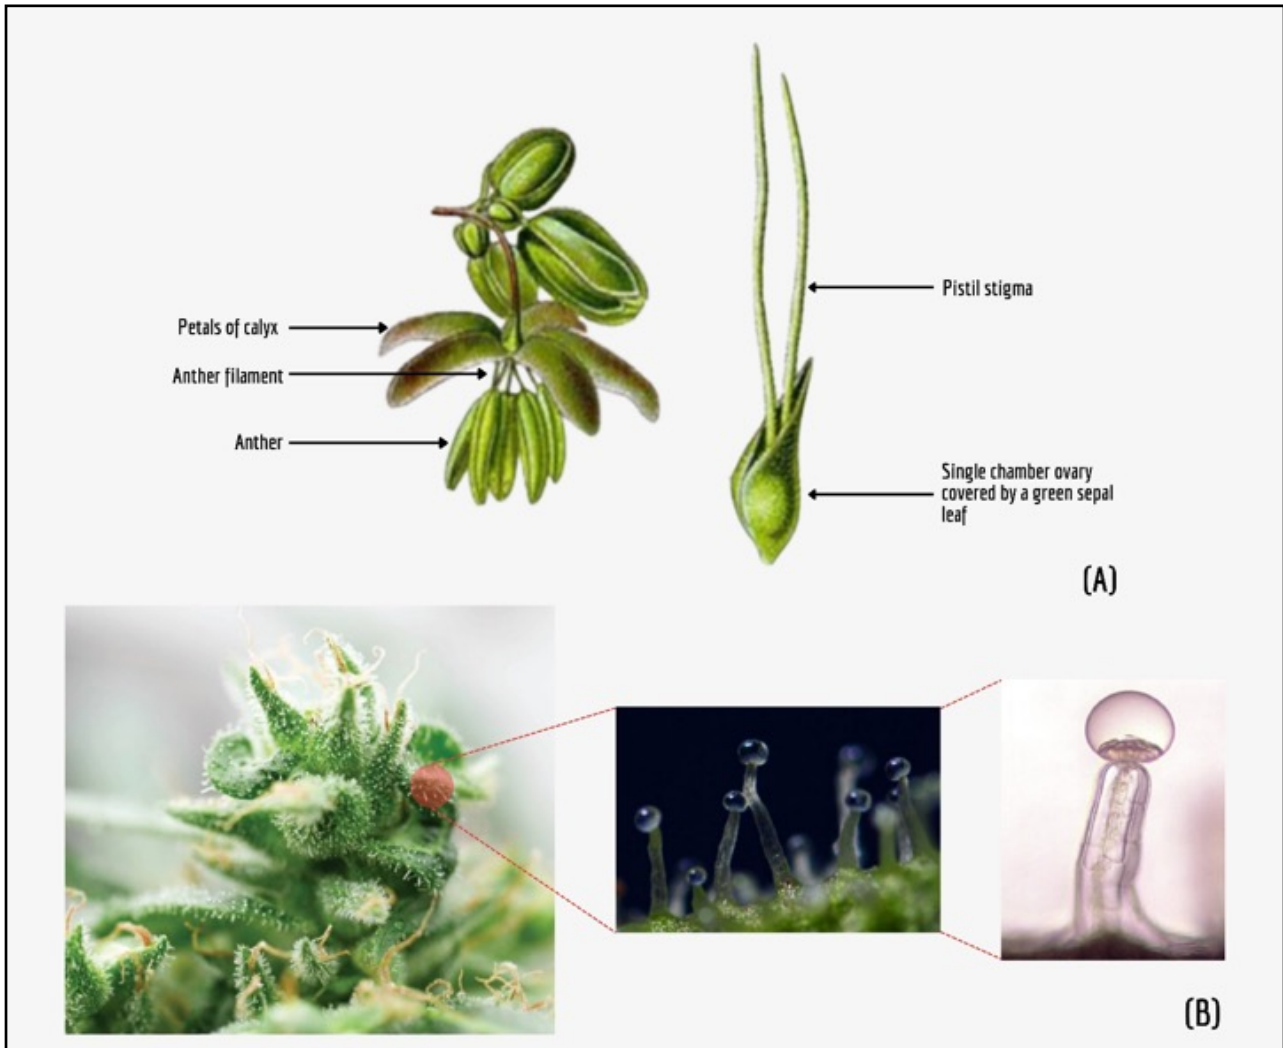 Petals of calyx
Anther filament
Anther
Pistil stigma
Single chamber ovary
covered by a green sepal
leaf
(A)
(B)